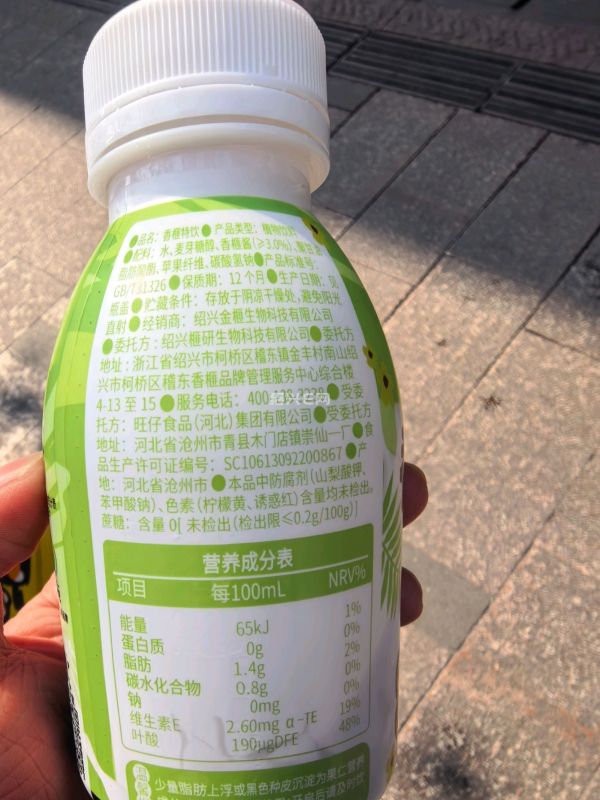 ●品名：香榧特饮 ●产品类型：植物饮料
●配料：水、麦芽糖醇、香榧酱(≥3.0%)、聚甘油
脂肪酸酯、苹果纤维、碳酸氢钠●产品标准号：
GB/T31326 ●保质期：12个月●生产日期：见
瓶盖 ●贮藏条件：存放于阴凉干燥处，避免阳光
直射 ●经销商：绍兴金榧生物科技有限公司
●委托方：绍兴榧研生物科技有限公司●委托方
地址：浙江省绍兴市柯桥区稽东镇金丰村南山绍
兴市柯桥区稽东香榧品牌管理服务中心综合楼
4-13 至 15 ●服务电话：400-
●受委
托方：旺仔食品(河北)集团有限公司●受委托方
地址：河北省沧州市青县木门店镇崇仙一厂●食
品生产许可证编号：SC10613092200867 ●产
地：河北省沧州市 ●本品中防腐剂(山梨酸钾、
苯甲酸钠)、色素(柠檬黄、诱惑红)含量均未检出。
蔗糖：含量 0[ 未检出(检出限≤0.2g/100g)]
营养成分表
项目 每100mL NRV%
能量 65kJ 1%
蛋白质 0g 0%
脂肪 1.4g 2%
碳水化合物 0.8g 0%
钠 0mg 0%
维生素E 2.60mg α-TE 19%
叶酸 190μgDFE 48%
温
少量脂肪上浮或黑色种皮沉淀为果仁营养
开启后请及时饮